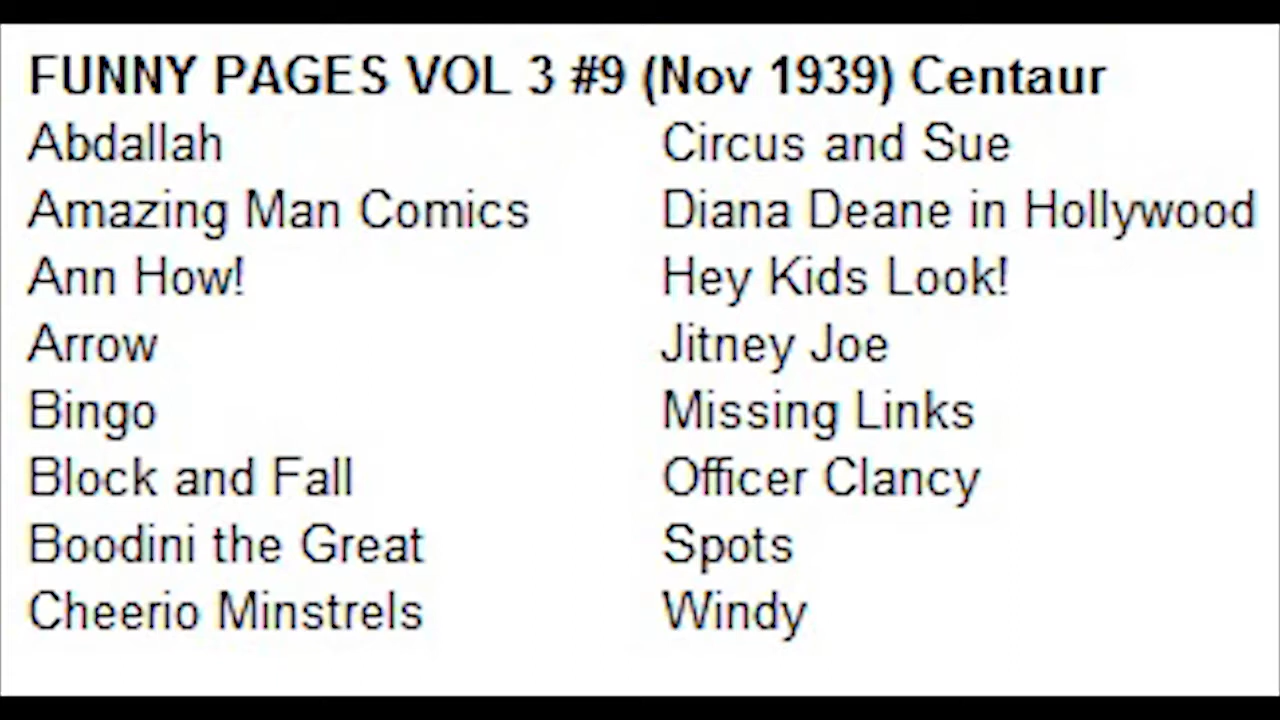 FUNNY PAGES VOL 3 #9 (Nov 1939) Centaur
Abdallah
Amazing Man Comics
Ann How!
Arrow
Bingo
Block and Fall
Boodini the Great
Cheerio Minstrels
Circus and Sue
Diana Deane in Hollywood
Hey Kids Look!
Jitney Joe
Missing Links
Officer Clancy
Spots
Windy